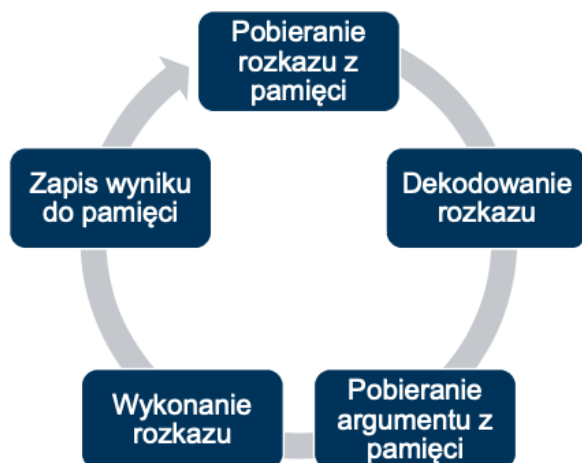 Pobieranie
rozkazu z
pamięci
Dekodowanie
rozkazu
Pobieranie
argumentu z
pamięci
Wykonanie
rozkazu
Zapis wyniku
do pamięci